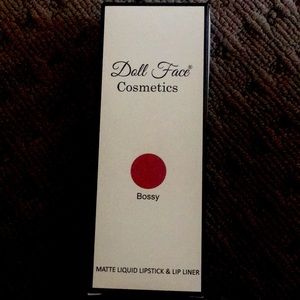 Doll Face®
Cosmetics
Bossy
MATTE LIQUID LIPSTICK & LIP LINER